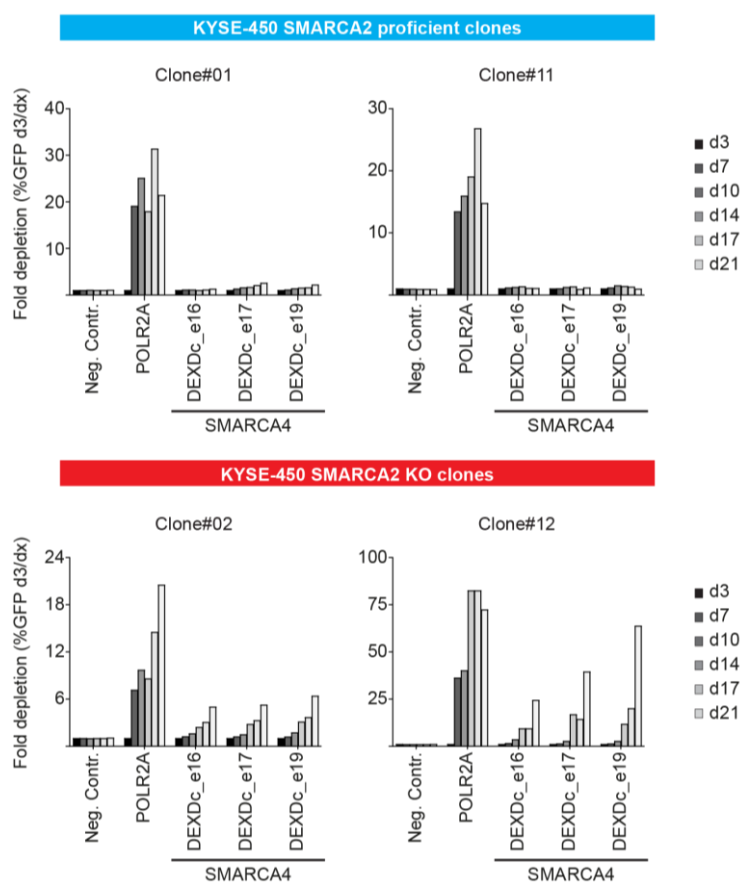 KYSE-450 SMARCA2 proficient clones
Clone#01
Clone#11
Fold depletion (%GFP d3/dx)
40
30
20
10
30
20
10
d3
d7
d10
d14
d17
d21
Neg. Contr.
POLR2A
DEXDc_e16
DEXDc_e17
DEXDc_e19
SMARCA4
Neg. Contr.
POLR2A
DEXDc_e16
DEXDc_e17
DEXDc_e19
SMARCA4
KYSE-450 SMARCA2 KO clones
Clone#02
Clone#12
Fold depletion (%GFP d3/dx)
24
18
12
6
100
75
50
25
d3
d7
d10
d14
d17
d21
Neg. Contr.
POLR2A
DEXDc_e16
DEXDc_e17
DEXDc_e19
SMARCA4
Neg. Contr.
POLR2A
DEXDc_e16
DEXDc_e17
DEXDc_e19
SMARCA4